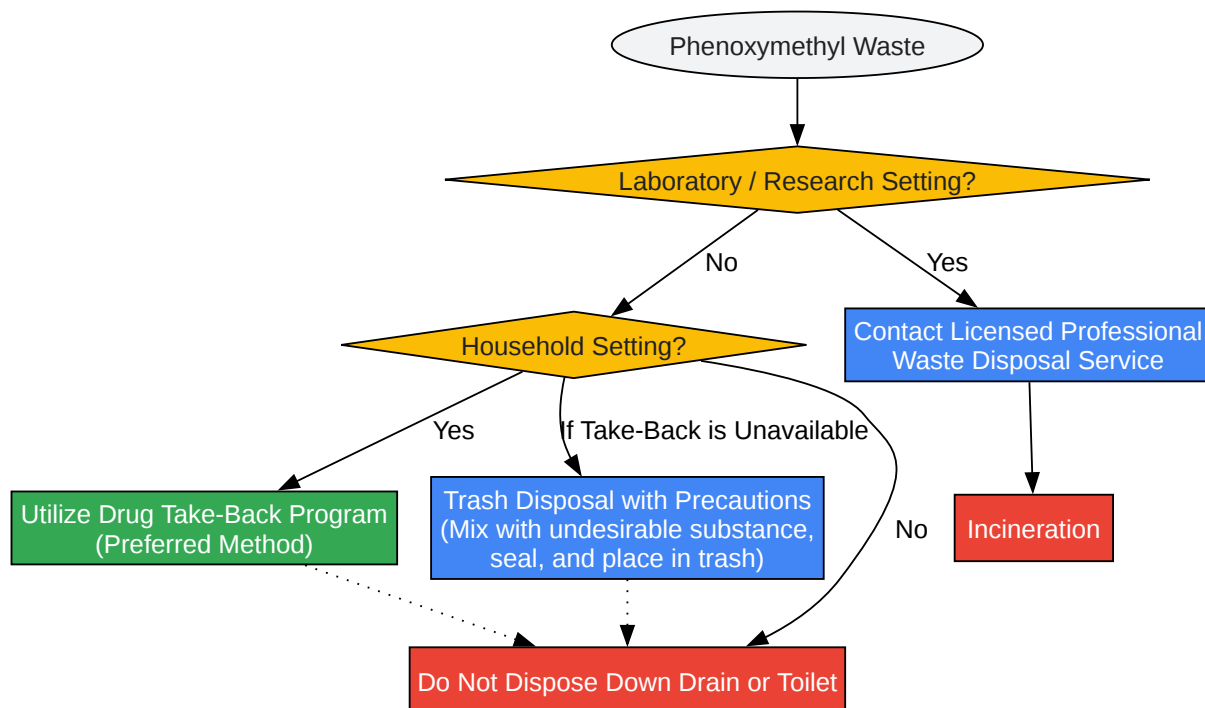 Phenoxymethyl Waste
Laboratory / Research Setting?
No
Yes
Household Setting?
Contact Licensed Professional
Waste Disposal Service
Yes
If Take-Back is Unavailable
Utilize Drug Take-Back Program
(Preferred Method)
Trash Disposal with Precautions
(Mix with undesirable substance,
seal, and place in trash)
No
Incineration
Do Not Dispose Down Drain or Toilet